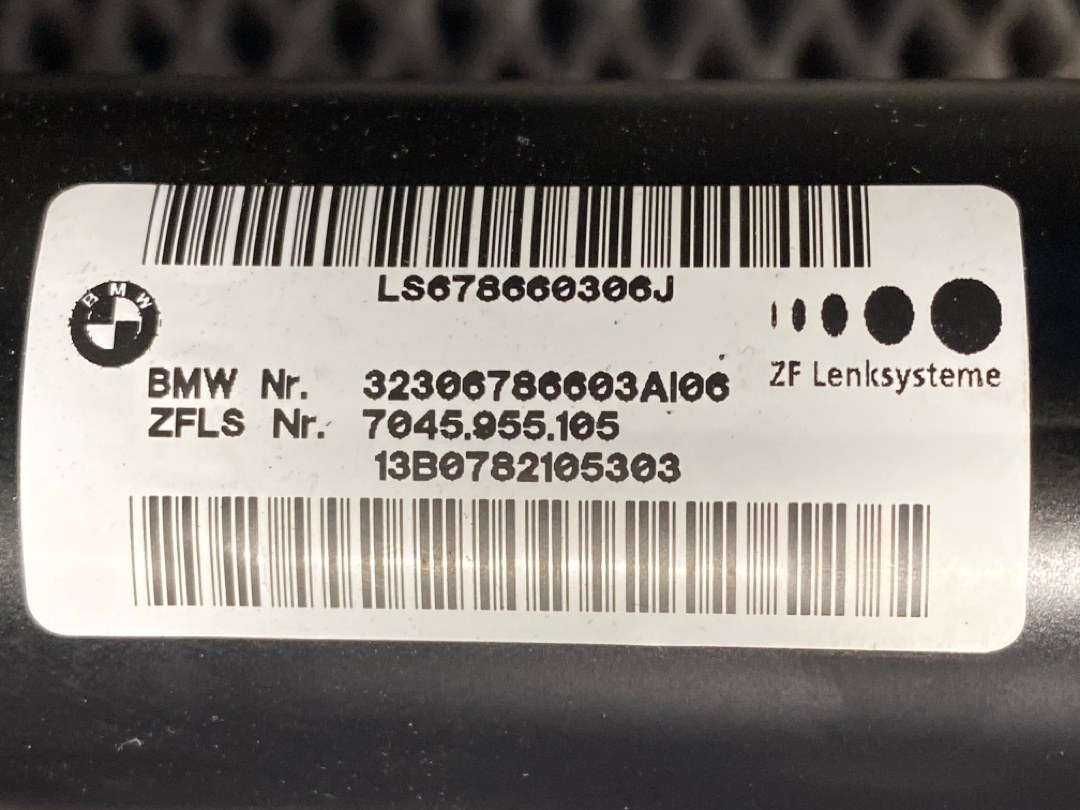 LS678660306J
BMW
BMW Nr. 32306786603AI06
ZF Lenksysteme
ZFLS Nr. 7045.955.105
13B0782105303